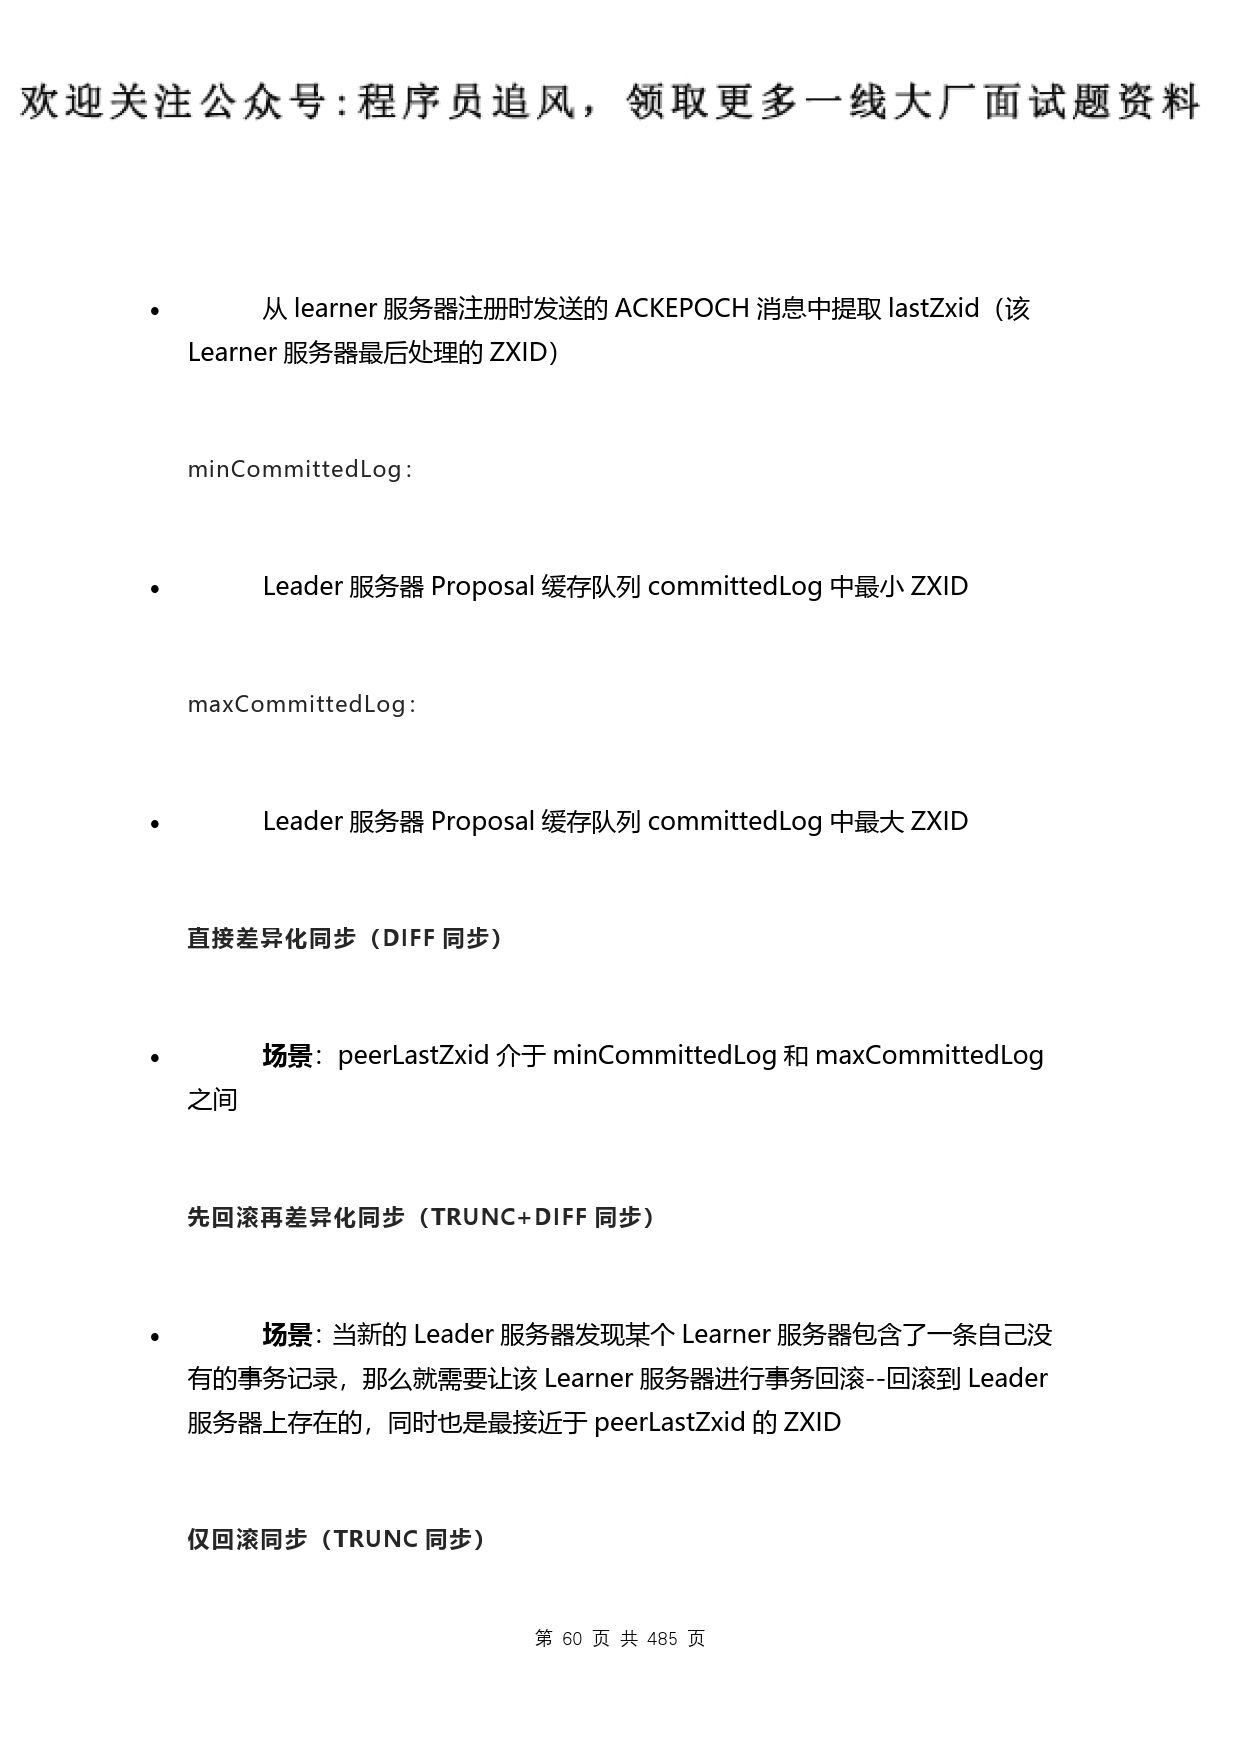 欢迎关注公众号:程序员追风，领取更多一线大厂面试题资料
• 从 learner 服务器注册时发送的 ACKEPOCH 消息中提取 lastZxid（该
Learner 服务器最后处理的 ZXID）
minCommittedLog：
• Leader 服务器 Proposal 缓存队列 committedLog 中最小 ZXID
maxCommittedLog：
• Leader 服务器 Proposal 缓存队列 committedLog 中最大 ZXID
直接差异化同步（DIFF 同步）
• 场景：peerLastZxid 介于 minCommittedLog 和 maxCommittedLog
之间
先回滚再差异化同步（TRUNC+DIFF 同步）
• 场景：当新的 Leader 服务器发现某个 Learner 服务器包含了一条自己没
有的事务记录，那么就需要让该 Learner 服务器进行事务回滚--回滚到 Leader
服务器上存在的，同时也是最接近于 peerLastZxid 的 ZXID
仅回滚同步（TRUNC 同步）
第 60 页 共 485 页